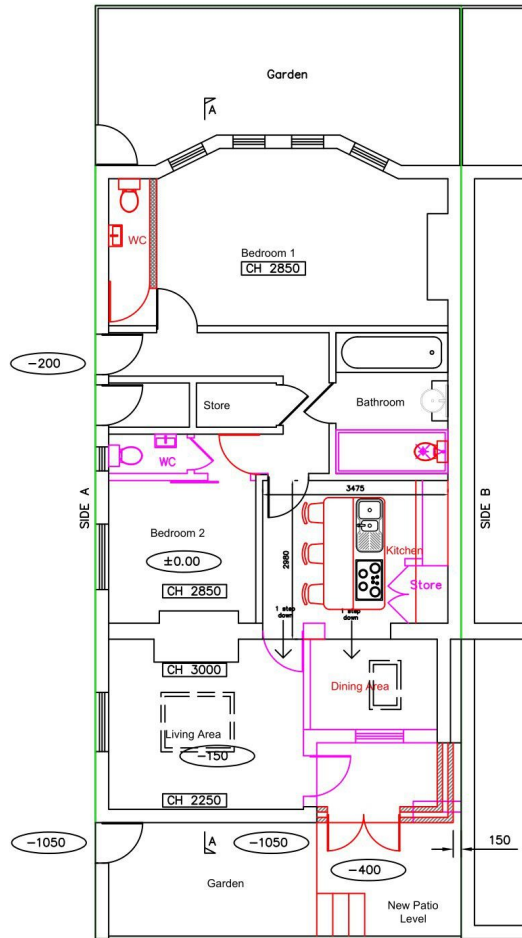 Garden
A
WC
Bedroom 1
CH 2850
-200
Store
Bathroom
WC
SIDE A
SIDE B
3475
Bedroom 2
±0.00
2980
Kitchen
Store
CH 2850
1 step
down
1 step
down
CH 3000
Dining Area
Living Area
-150
CH 2250
-1050
A
-1050
150
-400
Garden
New Patio
Level